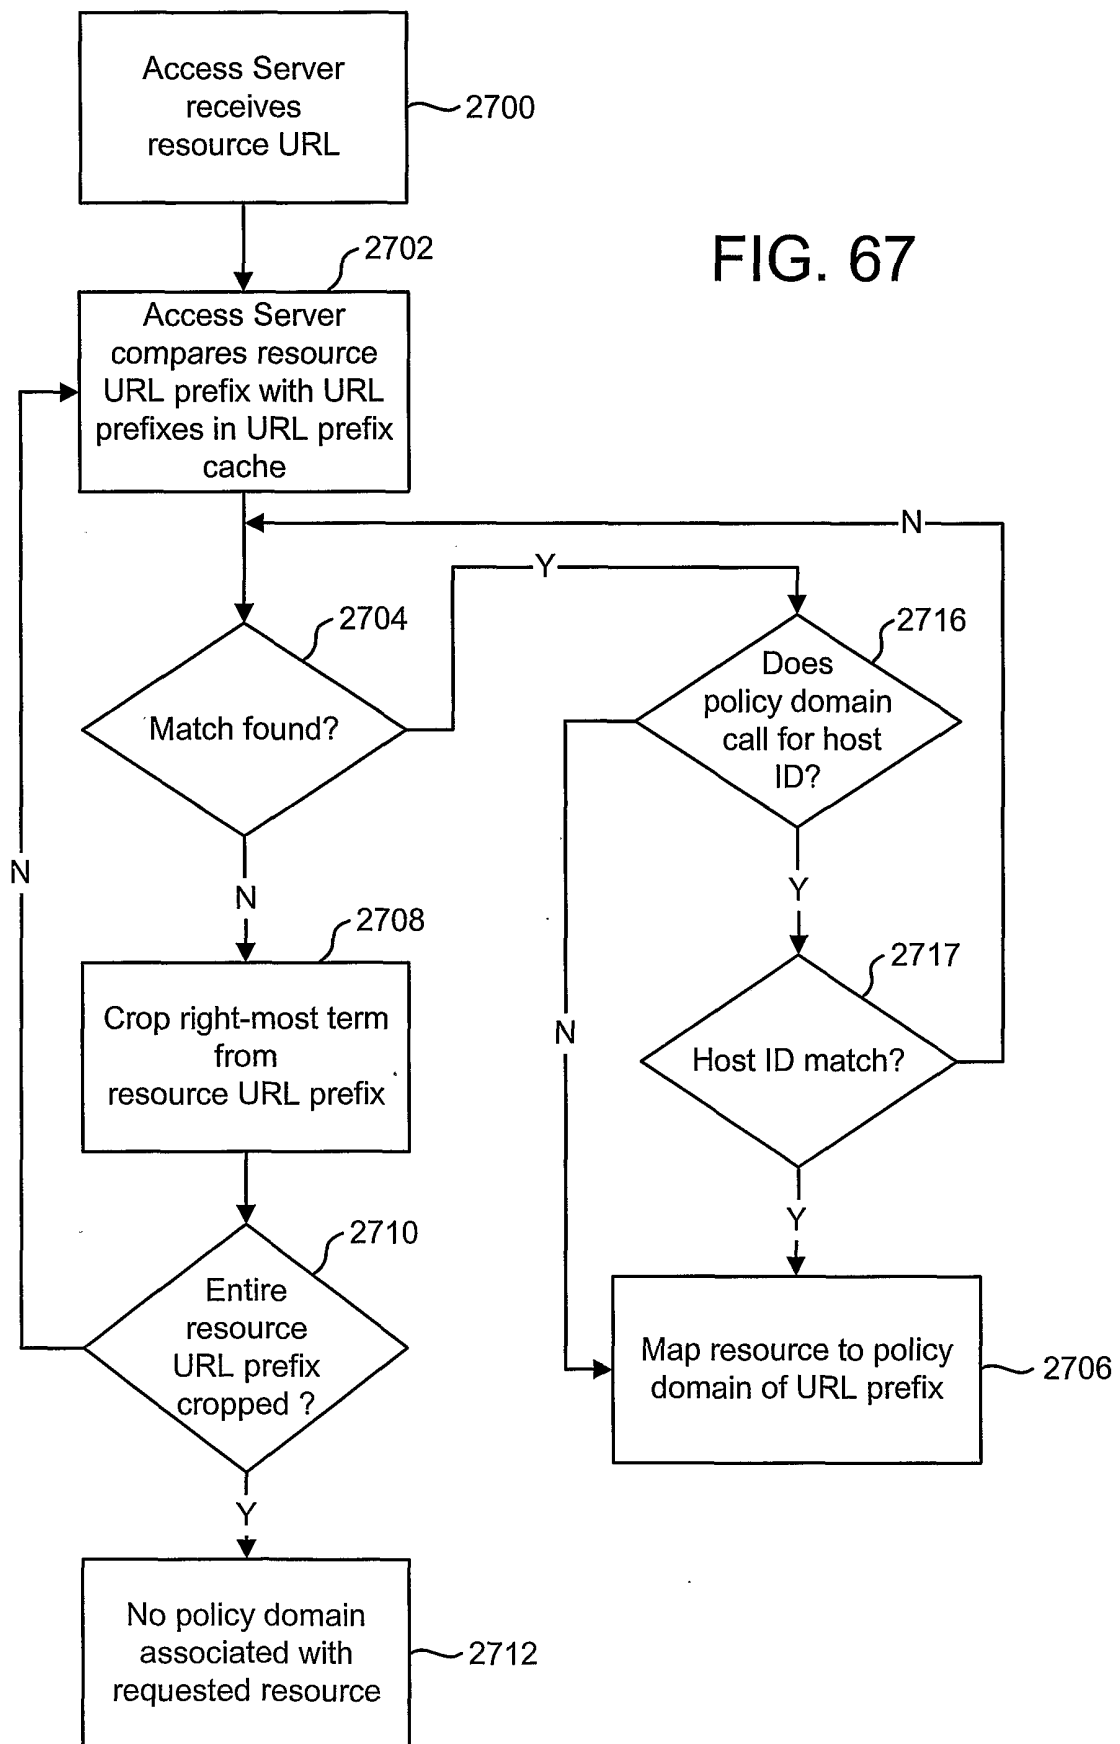 Access Server
receives
resource URL
2700
FIG. 67
2702
Access Server
compares resource
URL prefix with URL
prefixes in URL prefix
cache
N
Y
2704
Match found?
2716
Does
policy domain
call for host
ID?
N
N
Y
2708
Crop right-most term
from
resource URL prefix
2717
Host ID match?
N
2710
Entire
resource
URL prefix
cropped ?
Y
Map resource to policy
domain of URL prefix
2706
Y
No policy domain
associated with
requested resource
2712